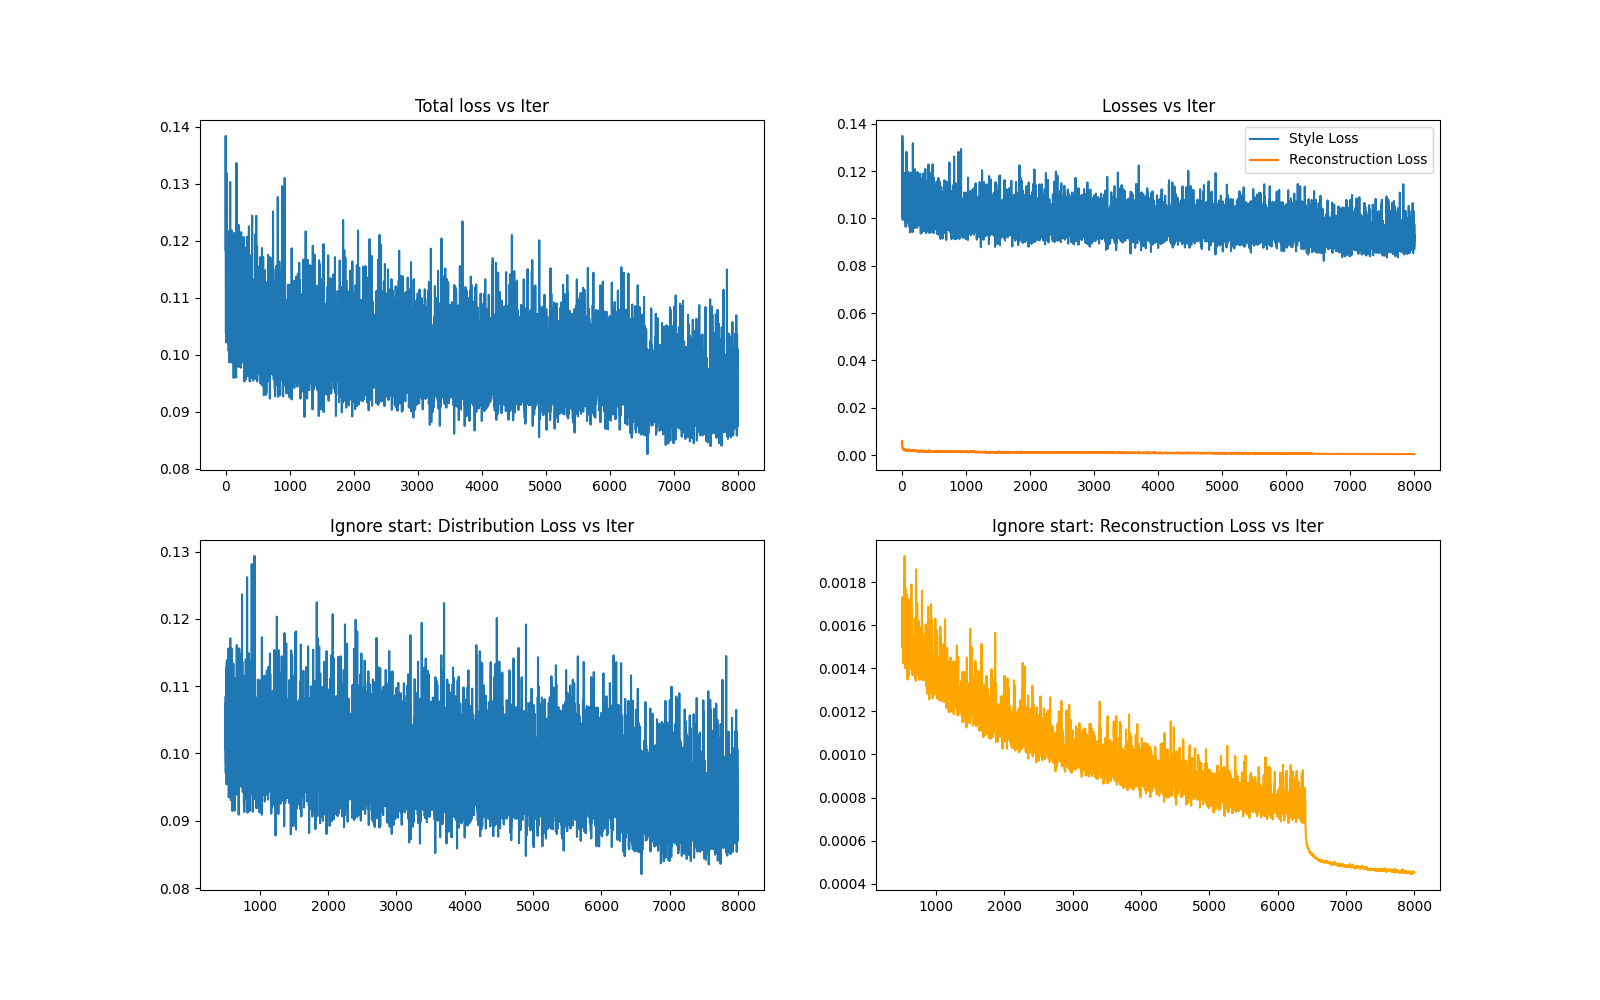 Total loss vs Iter
0.14
0.13
0.12
0.11
0.10
0.09
0.08
0 1000 2000 3000 4000 5000 6000 7000 8000
Losses vs Iter
Style Loss
Reconstruction Loss
0.14
0.12
0.10
0.08
0.06
0.04
0.02
0.00
0 1000 2000 3000 4000 5000 6000 7000 8000
Ignore start: Distribution Loss vs Iter
0.13
0.12
0.11
0.10
0.09
0.08
1000 2000 3000 4000 5000 6000 7000 8000
Ignore start: Reconstruction Loss vs Iter
0.0018
0.0016
0.0014
0.0012
0.0010
0.0008
0.0006
0.0004
1000 2000 3000 4000 5000 6000 7000 8000